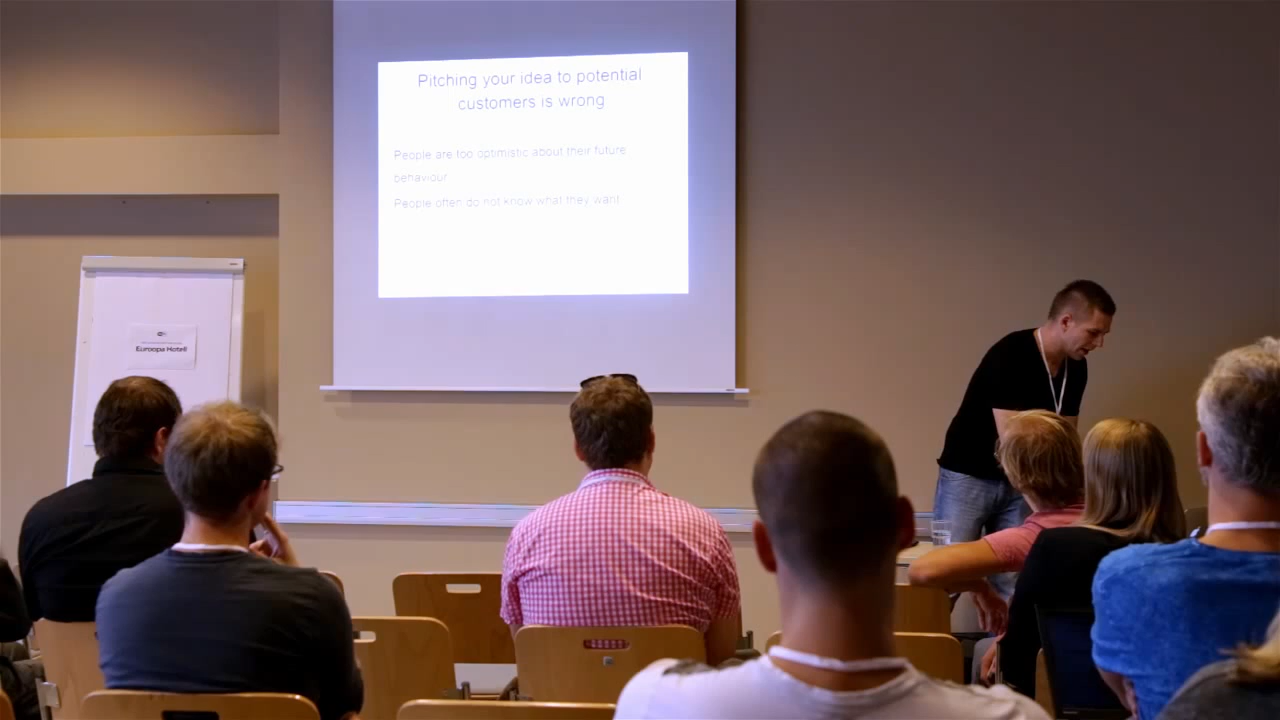 Pitching your idea to potential
customers is wrong
People are too optimistic about their future
behaviour
People often do not know what they want
Euroopa Hotell